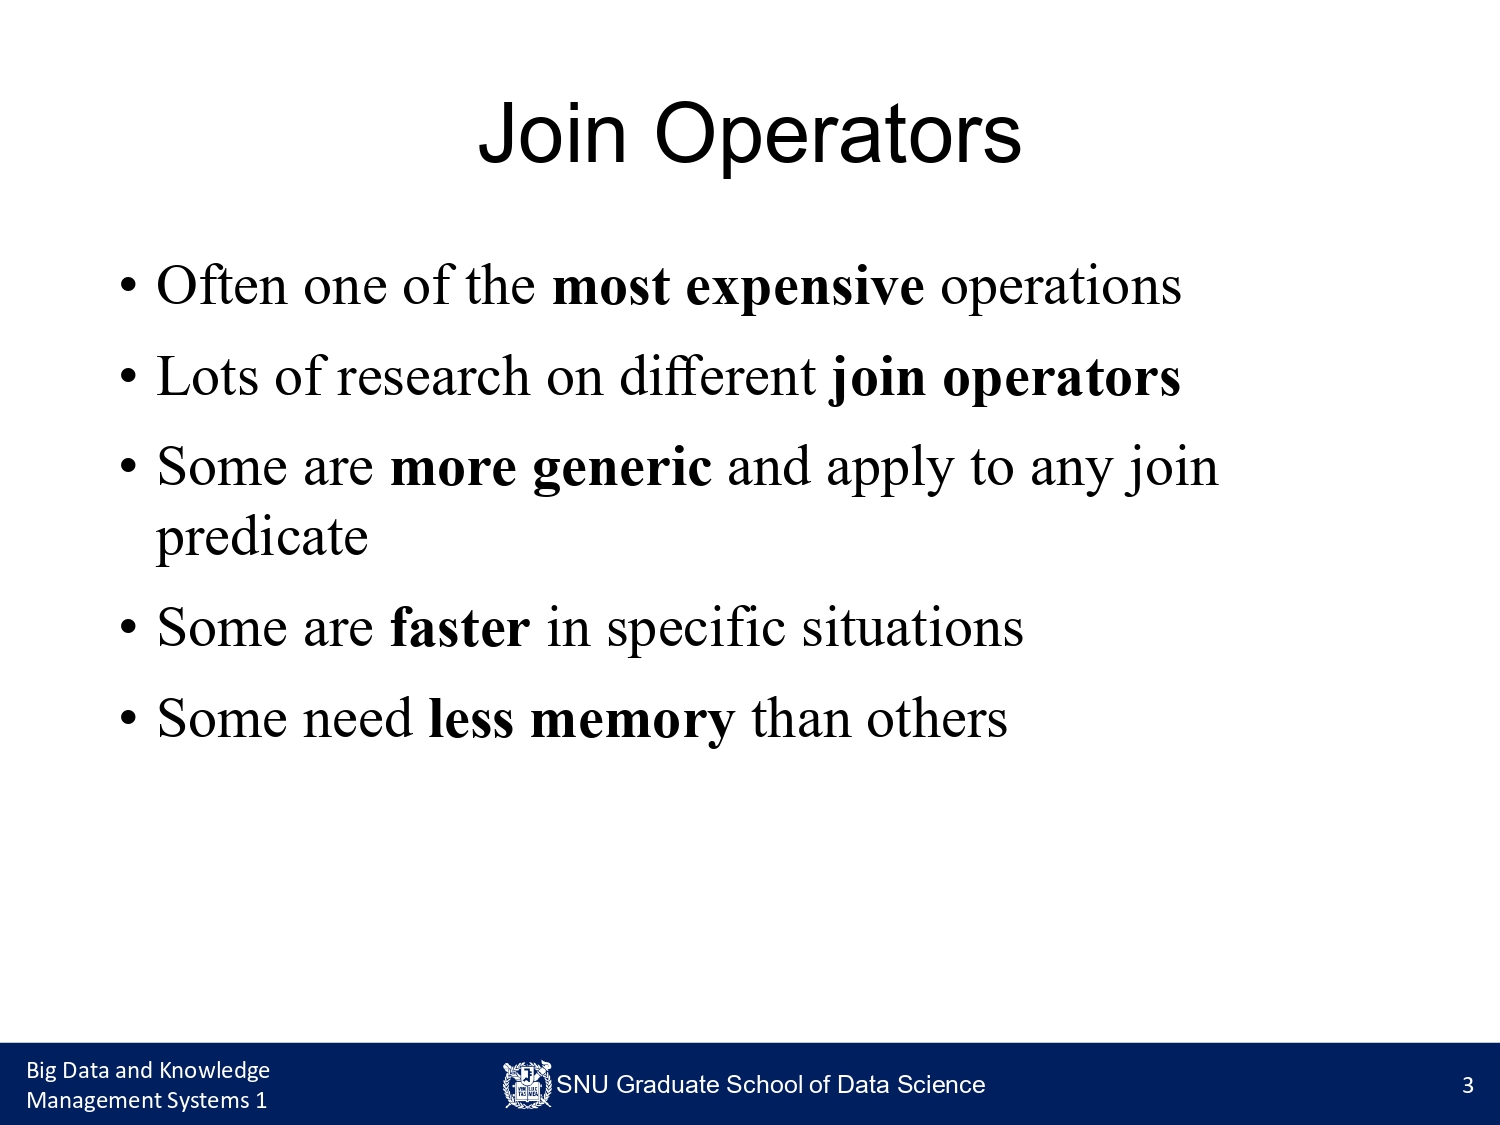 Join Operators
• Often one of the most expensive operations
• Lots of research on different join operators
• Some are more generic and apply to any join
predicate
• Some are faster in specific situations
• Some need less memory than others
Big Data and Knowledge
Management Systems 1
SNU Graduate School of Data Science
3